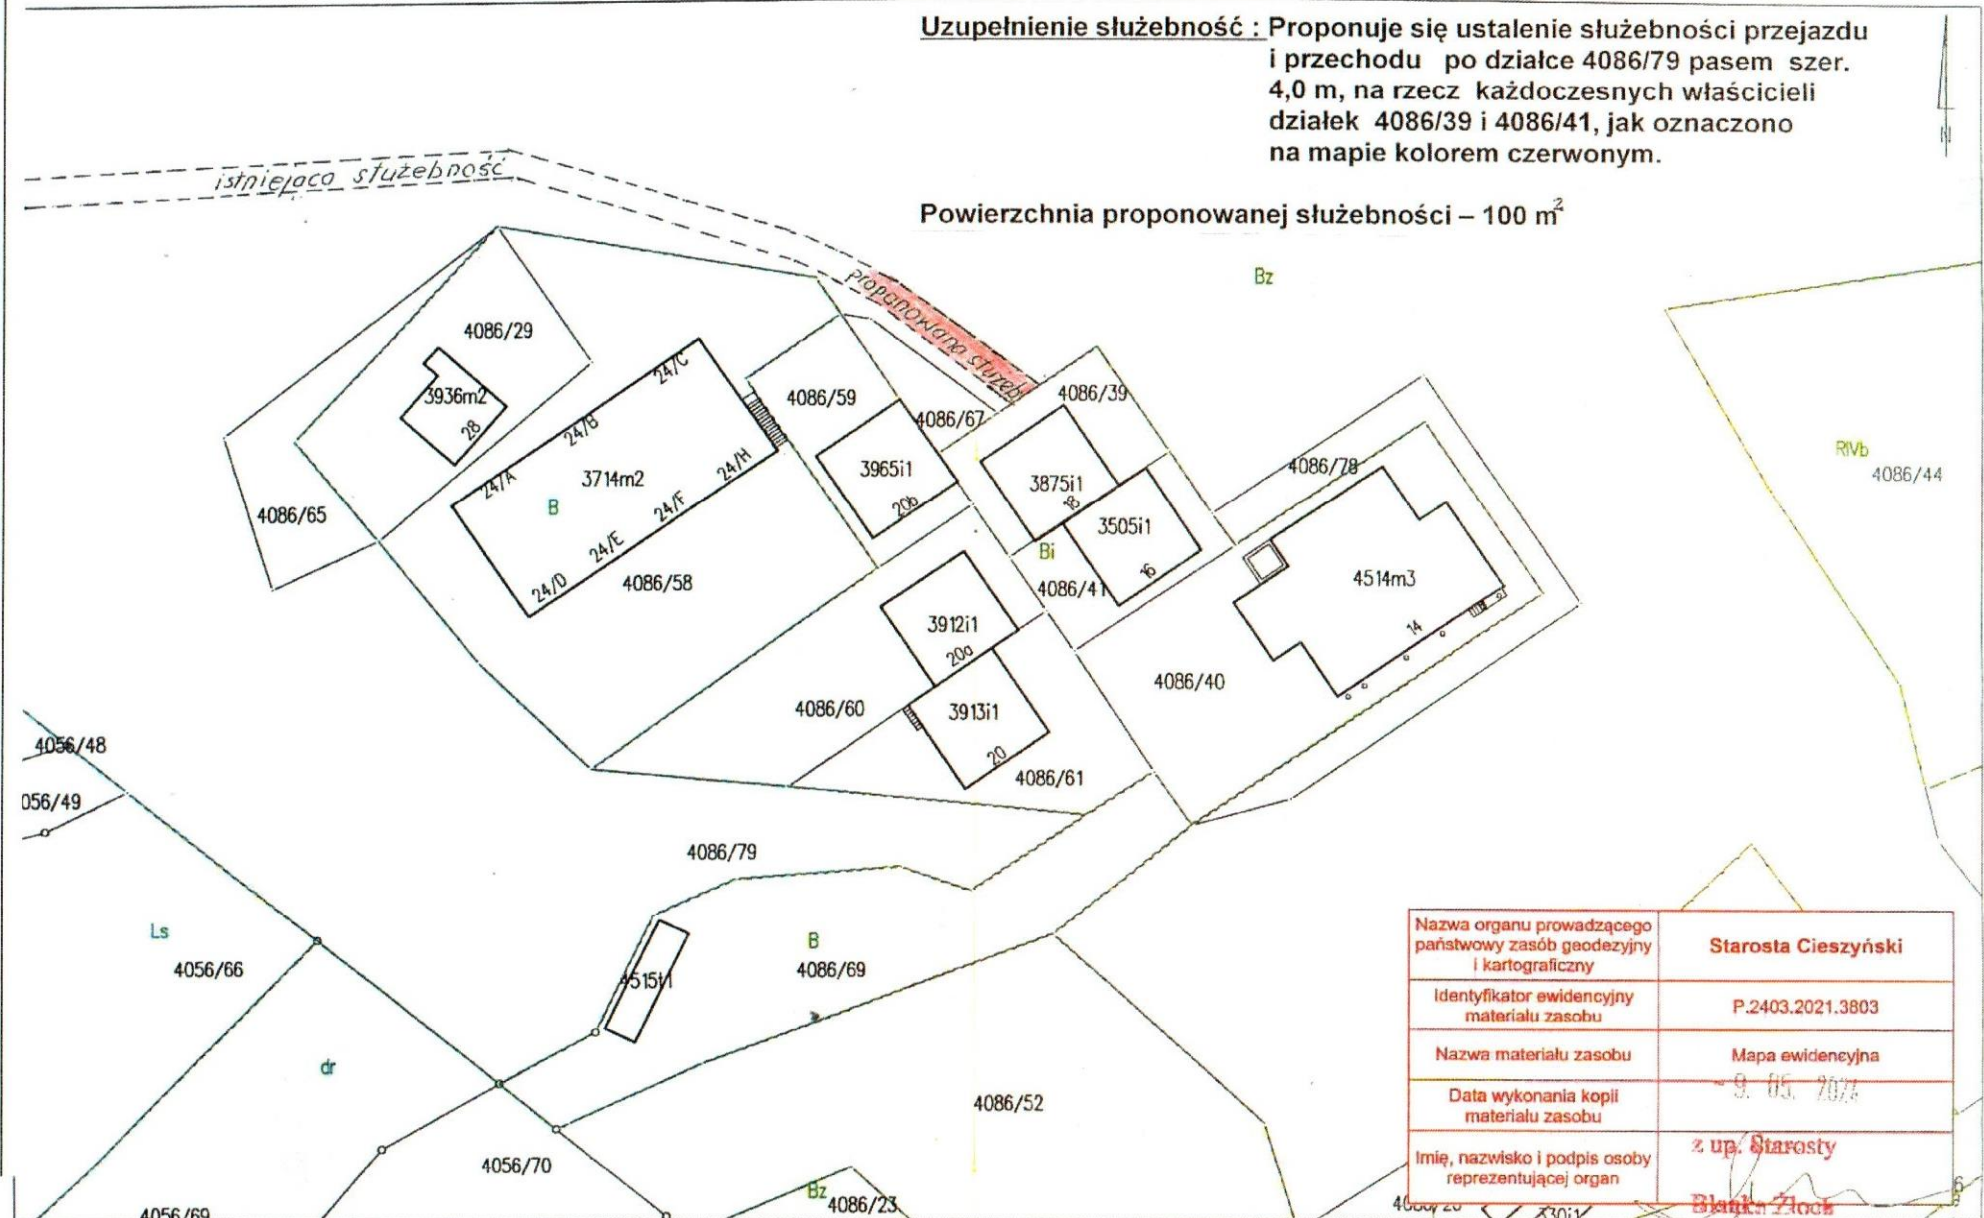 Uzupełnienie służebność : Proponuje się ustalenie służebności przejazdu
i przechodu po działce 4086/79 pasem szer.
4,0 m, na rzecz każdoczesnych właścicieli
działek 4086/39 i 4086/41, jak oznaczono
na mapie kolorem czerwonym.
N
istniejąca służebność
Powierzchnia proponowanej służebności – 100 m²
Bz
proponowana służeb.
4086/29
3936m2
28
24/C
24/B
24/A
3714m2
24/H
24/F
24/E
24/D
B
4086/59
4086/67
4086/39
3965i1
20b
3875i1
18
4086/78
RIVb
4086/44
4086/65
3505i1
16
Bi
4086/41
4086/58
4514m3
14
3912i1
20a
4086/40
4086/60
3913i1
20
4086/61
4056/48
056/49
4086/79
Ls
4056/66
B
4086/69
4515t1
dr
4086/52
4056/70
Bz
4086/23
4056/69
330i1
Nazwa organu prowadzącego
państwowy zasób geodezyjny
i kartograficzny
Starosta Cieszyński
Identyfikator ewidencyjny
materiału zasobu
P.2403.2021.3803
Nazwa materiału zasobu
Mapa ewidencyjna
Data wykonania kopii
materiału zasobu
- 9. 05. 2024
Imię, nazwisko i podpis osoby
reprezentującej organ
z up. Starosty